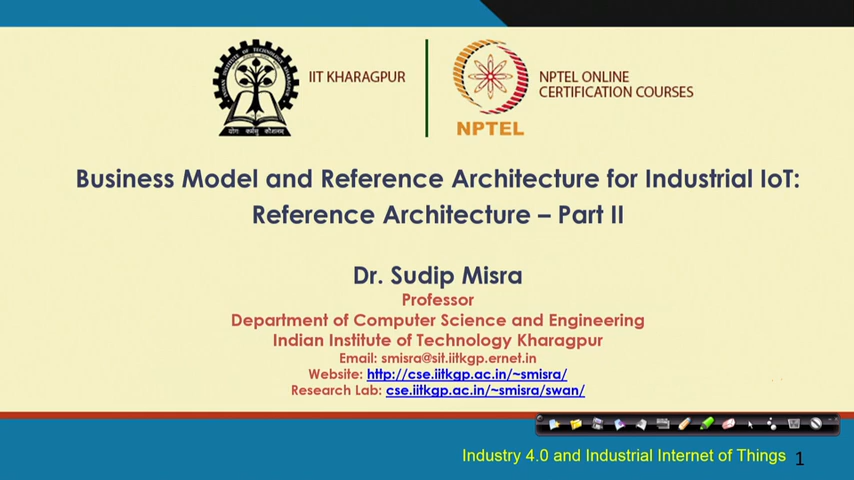 IIT KHARAGPUR
NPTEL ONLINE
CERTIFICATION COURSES
NPTEL
योगः कर्मसु कौशलम्
Business Model and Reference Architecture for Industrial IoT:
Reference Architecture – Part II
Dr. Sudip Misra
Professor
Department of Computer Science and Engineering
Indian Institute of Technology Kharagpur
Email: smisra@sit.iitkgp.ernet.in
Website: http://cse.iitkgp.ac.in/~smisra/
Research Lab: cse.iitkgp.ac.in/~smisra/swan/
Industry 4.0 and Industrial Internet of Things 1